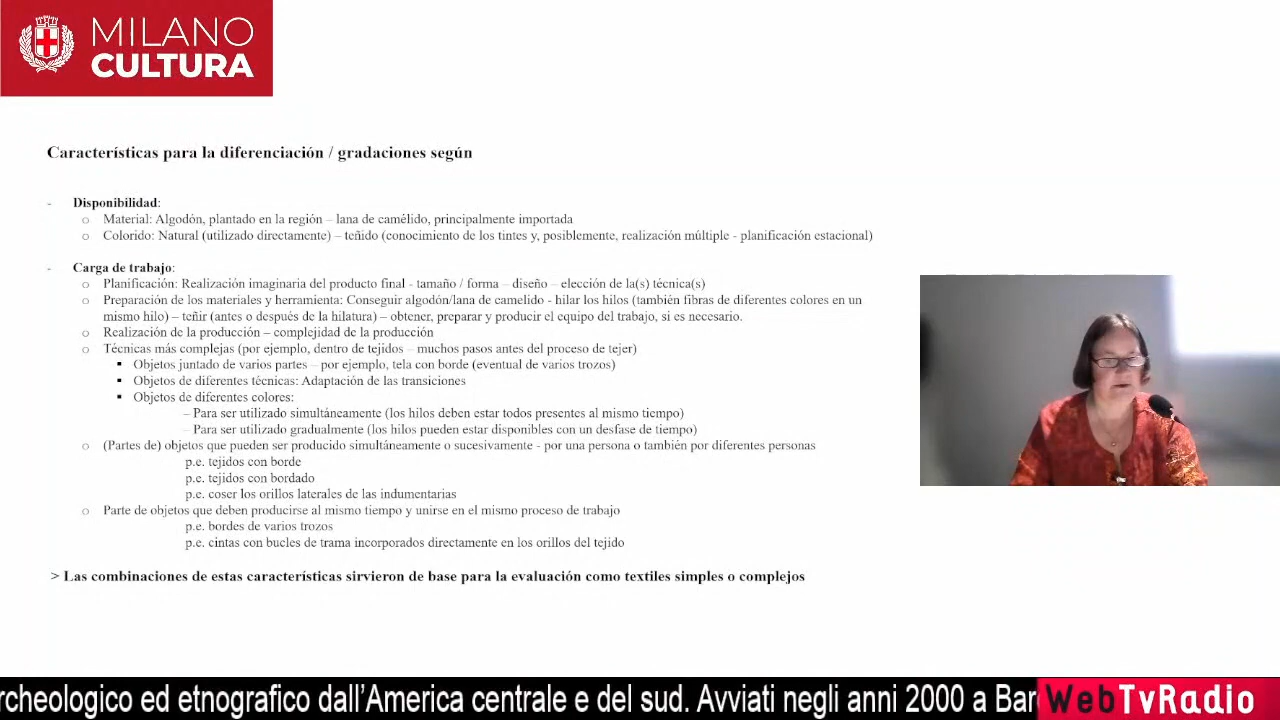 MILANO
CULTURA
Características para la diferenciación / gradaciones según
- Disponibilidad:
o Material: Algodón, plantado en la región – lana de camélido, principalmente importada
o Colorido: Natural (utilizado directamente) – teñido (conocimiento de los tintes y, posiblemente, realización múltiple - planificación estacional)
- Carga de trabajo:
o Planificación: Realización imaginaria del producto final - tamaño / forma – diseño – elección de la(s) técnica(s)
o Preparación de los materiales y herramienta: Conseguir algodón/lana de camelido - hilar los hilos (también fibras de diferentes colores en un
mismo hilo) – teñir (antes o después de la hilatura) – obtener, preparar y producir el equipo del trabajo, si es necesario.
o Realización de la producción – complejidad de la producción
o Técnicas más complejas (por ejemplo, dentro de tejidos – muchos pasos antes del proceso de tejer)
▪ Objetos juntado de varios partes – por ejemplo, tela con borde (eventual de varios trozos)
▪ Objetos de diferentes técnicas: Adaptación de las transiciones
▪ Objetos de diferentes colores:
– Para ser utilizado simultáneamente (los hilos deben estar todos presentes al mismo tiempo)
– Para ser utilizado gradualmente (los hilos pueden estar disponibles con un desfase de tiempo)
o (Partes de) objetos que pueden ser producido simultáneamente o sucesivamente - por una persona o también por diferentes personas
p.e. tejidos con borde
p.e. tejidos con bordado
p.e. coser los orillos laterales de las indumentarias
o Parte de objetos que deben producirse al mismo tiempo y unirse en el mismo proceso de trabajo
p.e. bordes de varios trozos
p.e. cintas con bucles de trama incorporados directamente en los orillos del tejido
> Las combinaciones de estas características sirvieron de base para la evaluación como textiles simples o complejos
rcheologico ed etnografico dall'America centrale e del sud. Avviati negli anni 2000 a Bar WebTvRadio